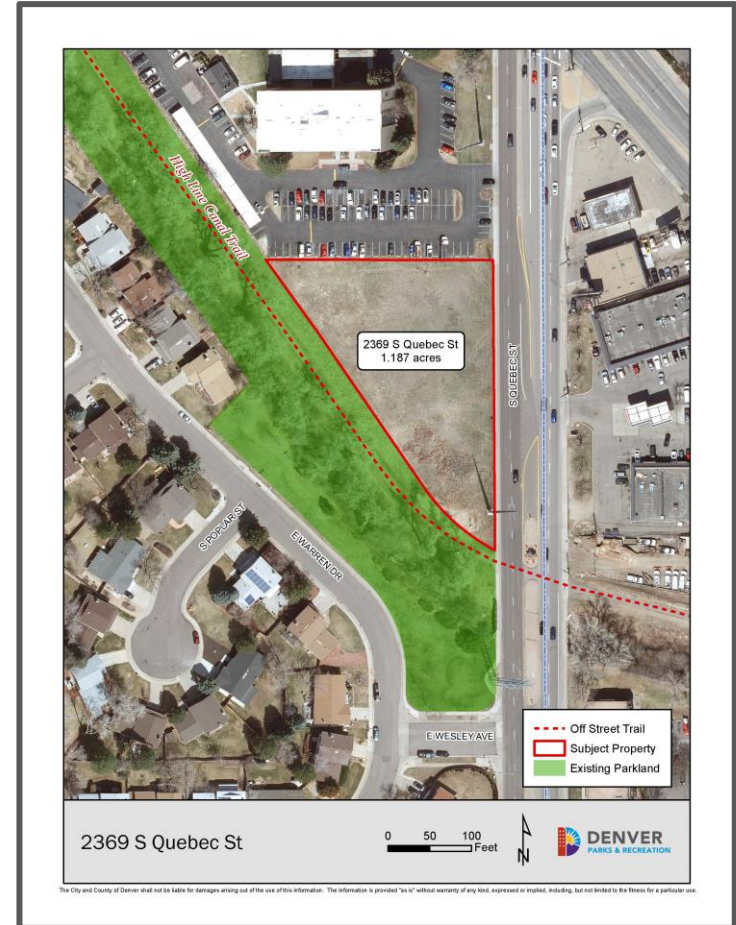 High Line Canal Trail
2369 S Quebec St
1.187 acres
S QUEBEC ST
S POPLAR ST
E WARREN DR
E WESLEY AVE
Off Street Trail
Subject Property
Existing Parkland
2369 S Quebec St
0 50 100
Feet
N
DENVER
PARKS & RECREATION
The City and County of Denver shall not be liable for damages arising out of the use of this information. The information is provided "as is" without warranty of any kind, expressed or implied, including, but not limited to the fitness for a particular use.